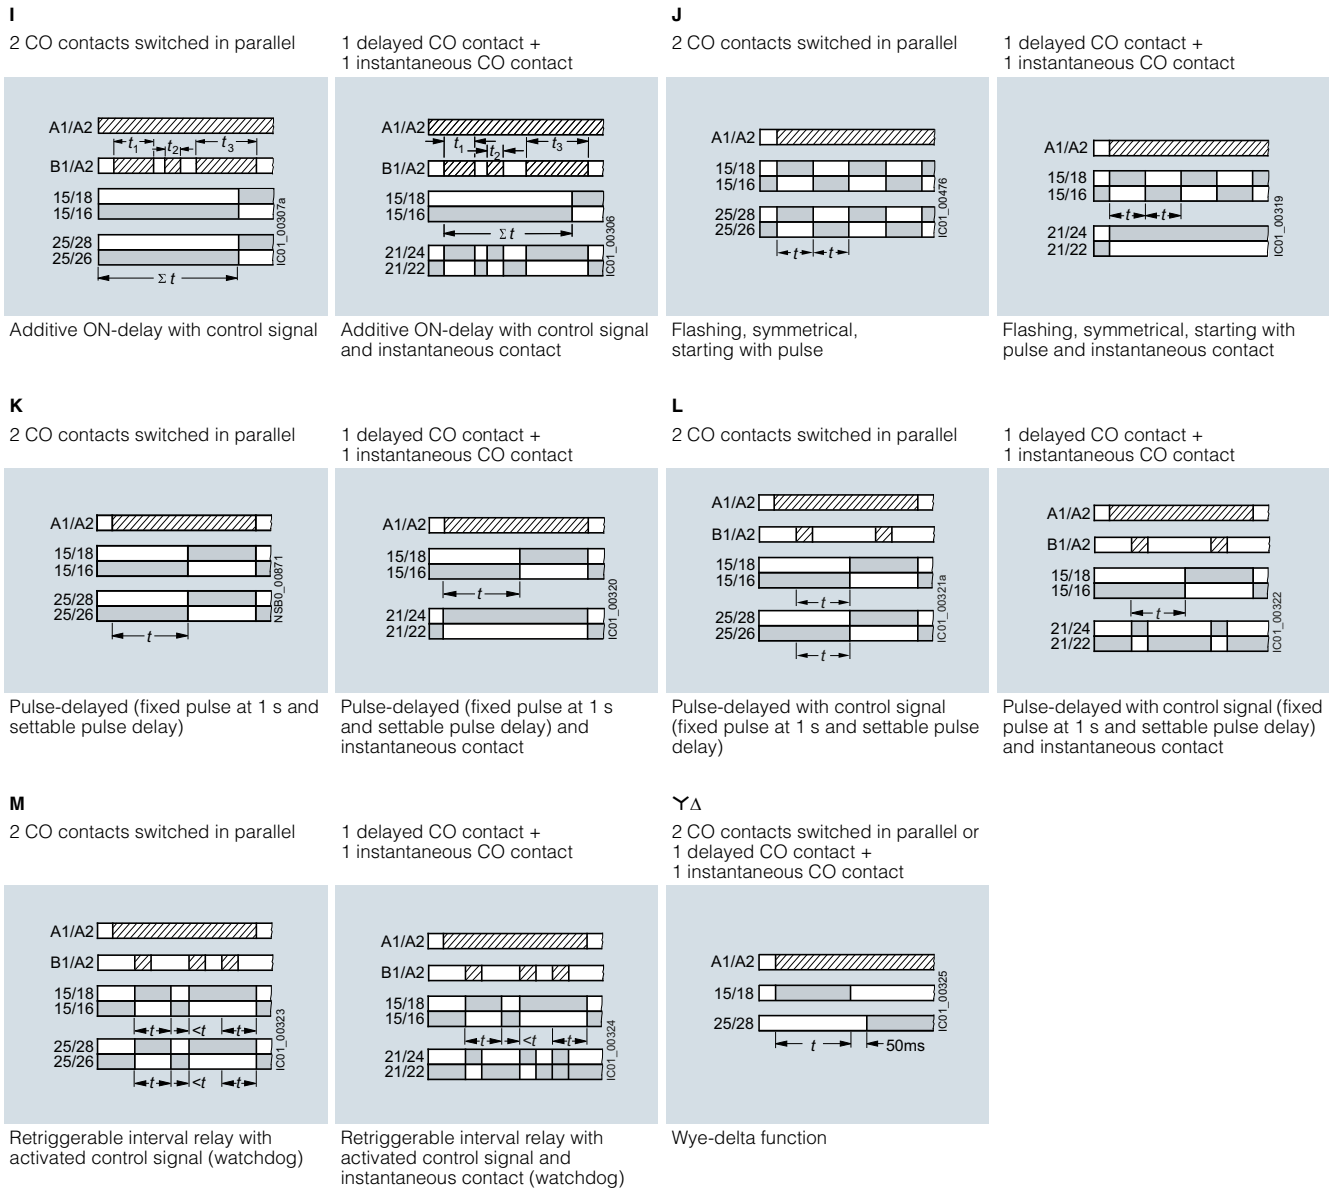 I
2 CO contacts switched in parallel
1 delayed CO contact +
1 instantaneous CO contact
A1/A2
t1
t2
t3
B1/A2
15/18
15/16
25/28
25/26
Σ t
IC01_00307a
A1/A2
t1
t2
t3
B1/A2
15/18
15/16
Σ t
21/24
21/22
IC01_00306
Additive ON-delay with control signal
Additive ON-delay with control signal
and instantaneous contact
J
2 CO contacts switched in parallel
1 delayed CO contact +
1 instantaneous CO contact
A1/A2
15/18
15/16
25/28
25/26
t
t
IC01_00476
A1/A2
15/18
15/16
t
t
21/24
21/22
IC01_00319
Flashing, symmetrical,
starting with pulse
Flashing, symmetrical, starting with
pulse and instantaneous contact
K
2 CO contacts switched in parallel
1 delayed CO contact +
1 instantaneous CO contact
A1/A2
15/18
15/16
25/28
25/26
t
NSB0_00871
A1/A2
15/18
15/16
t
21/24
21/22
IC01_00320
Pulse-delayed (fixed pulse at 1 s and
settable pulse delay)
Pulse-delayed (fixed pulse at 1 s
and settable pulse delay) and
instantaneous contact
L
2 CO contacts switched in parallel
1 delayed CO contact +
1 instantaneous CO contact
A1/A2
B1/A2
15/18
15/16
t
25/28
25/26
t
IC01_00321a
A1/A2
B1/A2
15/18
15/16
t
21/24
21/22
IC01_00322
Pulse-delayed with control signal
(fixed pulse at 1 s and settable pulse
delay)
Pulse-delayed with control signal (fixed
pulse at 1 s and settable pulse delay)
and instantaneous contact
M
2 CO contacts switched in parallel
1 delayed CO contact +
1 instantaneous CO contact
A1/A2
B1/A2
15/18
15/16
t <t t
25/28
25/26
t <t t
IC01_00323
A1/A2
B1/A2
15/18
15/16
t <t t
21/24
21/22
IC01_00324
Retriggerable interval relay with
activated control signal (watchdog)
Retriggerable interval relay with
activated control signal and
instantaneous contact (watchdog)
YΔ
2 CO contacts switched in parallel or
1 delayed CO contact +
1 instantaneous CO contact
A1/A2
15/18
25/28
t
50ms
IC01_00325
Wye-delta function